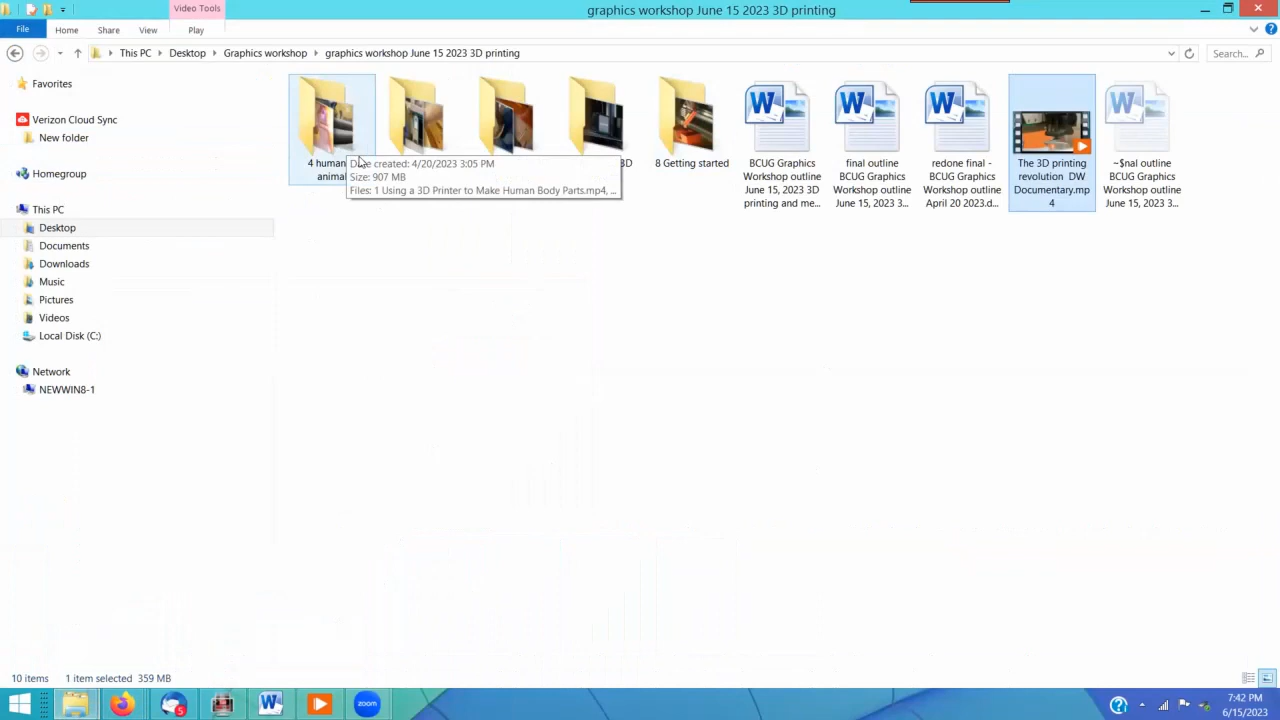 Video Tools
graphics workshop June 15 2023 3D printing
File
Home
Share
View
Play
This PC
Desktop
Graphics workshop
graphics workshop June 15 2023 3D printing
Search...
Favorites
Verizon Cloud Sync
New folder
Homegroup
This PC
Desktop
Documents
Downloads
Music
Pictures
Videos
Local Disk (C:)
Network
NEWWIN8-1
4 human
animal
Date created: 4/20/2023 3:05 PM
Size: 907 MB
Files: 1 Using a 3D Printer to Make Human Body Parts.mp4, ...
3D
8 Getting started
BCUG Graphics
Workshop outline
June 15, 2023 3D
printing and me...
final outline
BCUG Graphics
Workshop outline
June 15, 2023 3...
redone final -
BCUG Graphics
Workshop outline
April 20 2023.d...
The 3D printing
revolution DW
Documentary.mp
4
~$nal outline
BCUG Graphics
Workshop outline
June 15, 2023 3...
10 items
1 item selected 359 MB
5
zoom
7:42 PM
6/15/2023